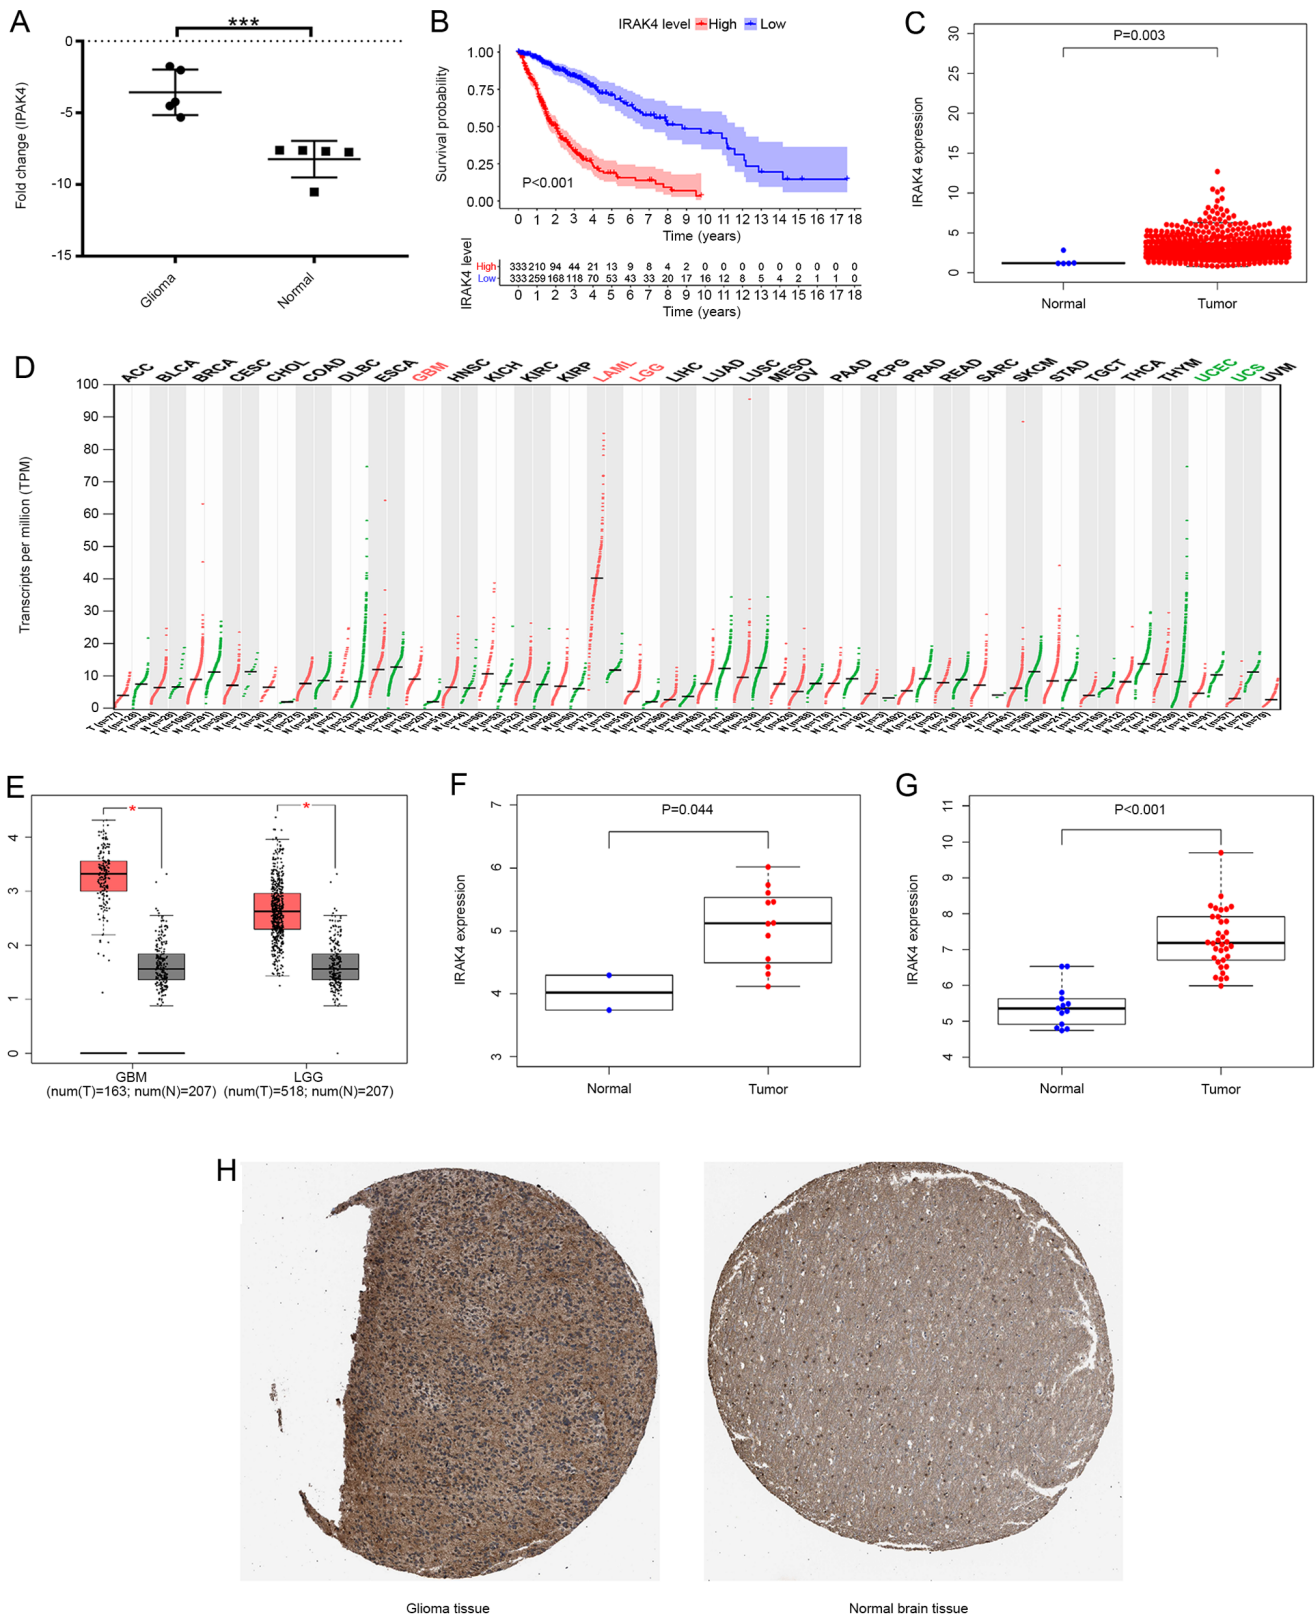 A
***
0
-5
-10
-15
Fold change (IPAK4)
Glioma
Normal
B
IRAK4 level High Low
1.00
0.75
0.50
0.25
0.00
Survival probability
P<0.001
0 1 2 3 4 5 6 7 8 9 10 11 12 13 14 15 16 17 18
Time (years)
IRAK4 level
High 333 210 94 44 21 13 9 8 4 2 0 0 0 0 0 0 0 0 0
Low 333 259 168 118 70 53 43 33 20 17 16 12 8 5 4 2 1 1 0
0 1 2 3 4 5 6 7 8 9 10 11 12 13 14 15 16 17 18
Time (years)
C
P=0.003
30
25
20
15
10
5
0
IRAK4 expression
Normal Tumor
D
ACC BLCA BRCA CESC CHOL COAD DLBC ESCA GBM HNSC KICH KIRC KIRP LAML LGG LIHC LUAD LUSC MESO OV PAAD PCPG PRAD READ SARC SKCM STAD TGCT THCA THYM UCEC UCS UVM
100
90
80
70
60
50
40
30
20
10
0
Transcripts per million (TPM)
E
* *
4
3
2
1
0
GBM LGG
(num(T)=163; num(N)=207) (num(T)=518; num(N)=207)
F
P=0.044
7
6
5
4
3
IRAK4 expression
Normal Tumor
G
P<0.001
11
10
9
8
7
6
5
4
IRAK4 expression
Normal Tumor
H
Glioma tissue Normal brain tissue